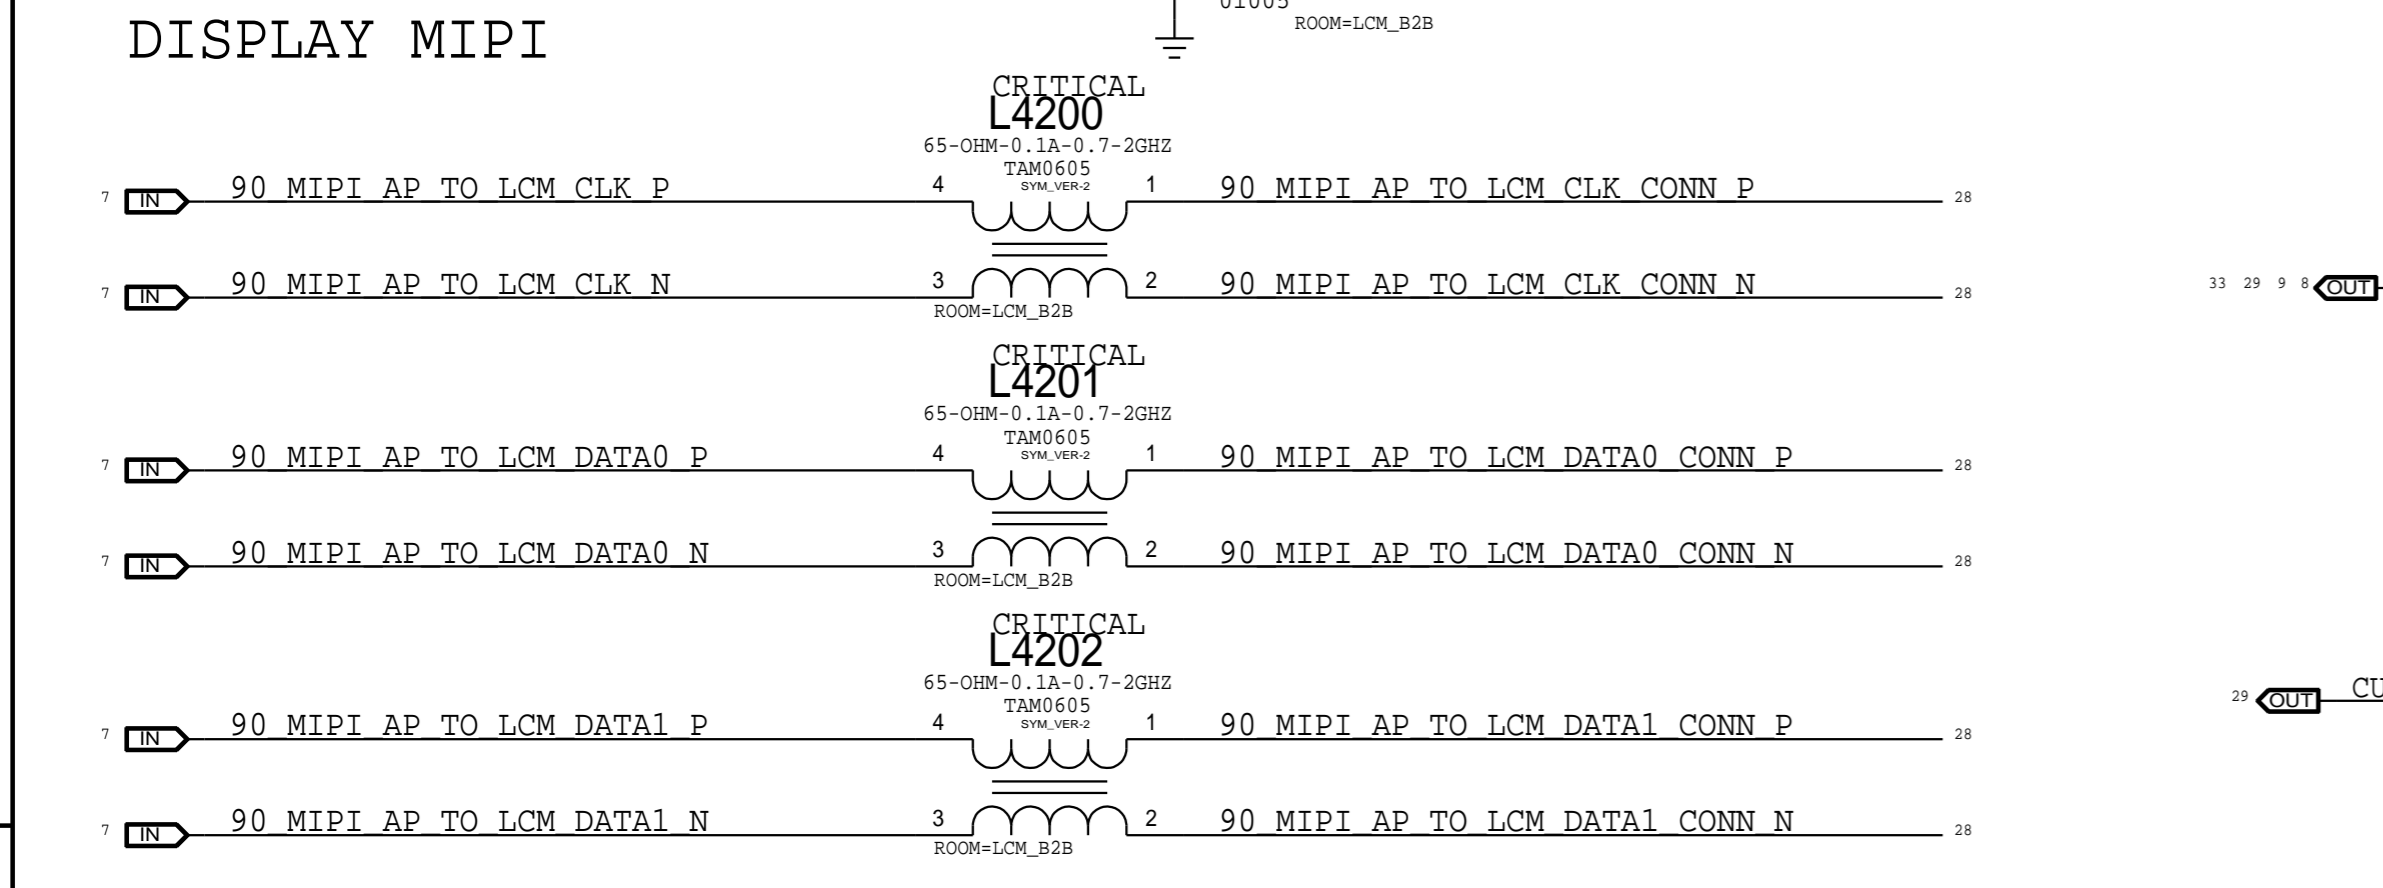 01005
ROOM=LCM_B2B
DISPLAY MIPI
CRITICAL
L4200
65-OHM-0.1A-0.7-2GHZ
TAM0605
SYM_VER-2
7 IN 90_MIPI_AP_TO_LCM_CLK_P 4 1 90_MIPI_AP_TO_LCM_CLK_CONN_P 28
7 IN 90_MIPI_AP_TO_LCM_CLK_N 3 2 90_MIPI_AP_TO_LCM_CLK_CONN_N 28
33 29 9 8 OUT
ROOM=LCM_B2B
CRITICAL
L4201
65-OHM-0.1A-0.7-2GHZ
TAM0605
SYM_VER-2
7 IN 90_MIPI_AP_TO_LCM_DATA0_P 4 1 90_MIPI_AP_TO_LCM_DATA0_CONN_P 28
7 IN 90_MIPI_AP_TO_LCM_DATA0_N 3 2 90_MIPI_AP_TO_LCM_DATA0_CONN_N 28
ROOM=LCM_B2B
CRITICAL
L4202
65-OHM-0.1A-0.7-2GHZ
TAM0605
SYM_VER-2
29 OUT CU
7 IN 90_MIPI_AP_TO_LCM_DATA1_P 4 1 90_MIPI_AP_TO_LCM_DATA1_CONN_P 28
7 IN 90_MIPI_AP_TO_LCM_DATA1_N 3 2 90_MIPI_AP_TO_LCM_DATA1_CONN_N 28
ROOM=LCM_B2B